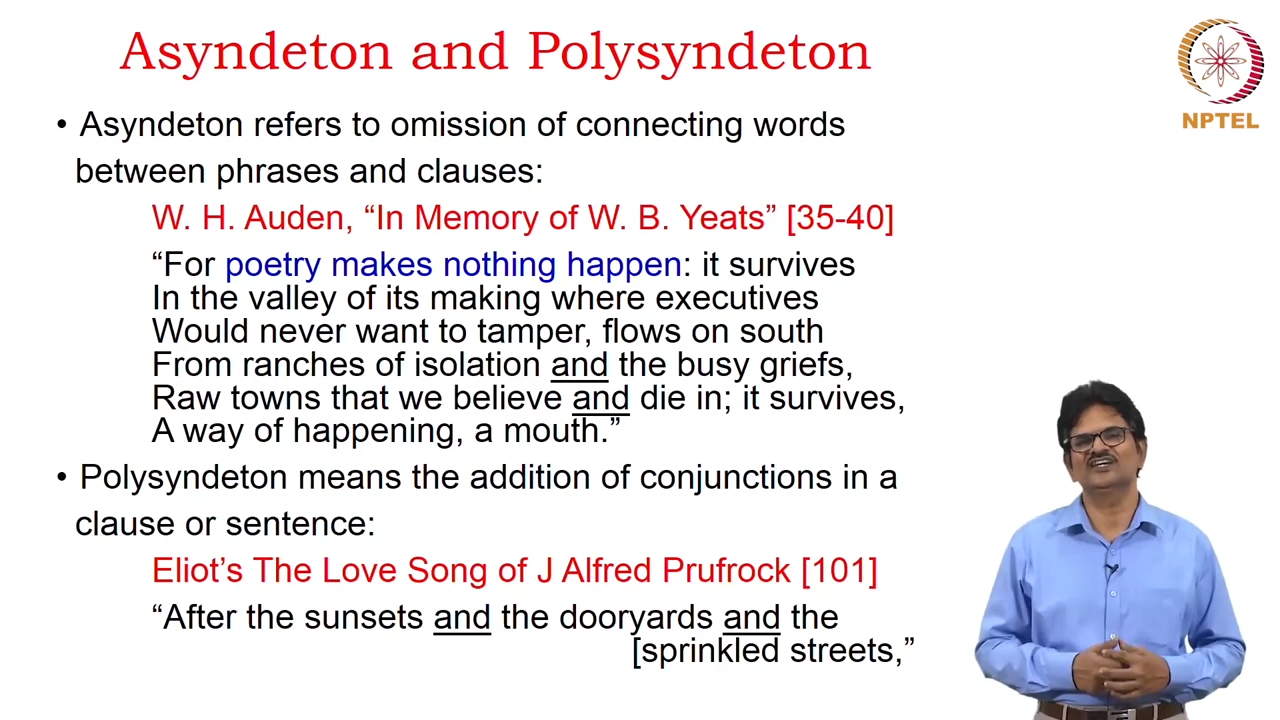 Asyndeton and Polysyndeton
NPTEL
• Asyndeton refers to omission of connecting words
between phrases and clauses:
W. H. Auden, “In Memory of W. B. Yeats” [35-40]
“For poetry makes nothing happen: it survives
In the valley of its making where executives
Would never want to tamper, flows on south
From ranches of isolation and the busy griefs,
Raw towns that we believe and die in; it survives,
A way of happening, a mouth.”
• Polysyndeton means the addition of conjunctions in a
clause or sentence:
Eliot’s The Love Song of J Alfred Prufrock [101]
“After the sunsets and the dooryards and the
[sprinkled streets,”